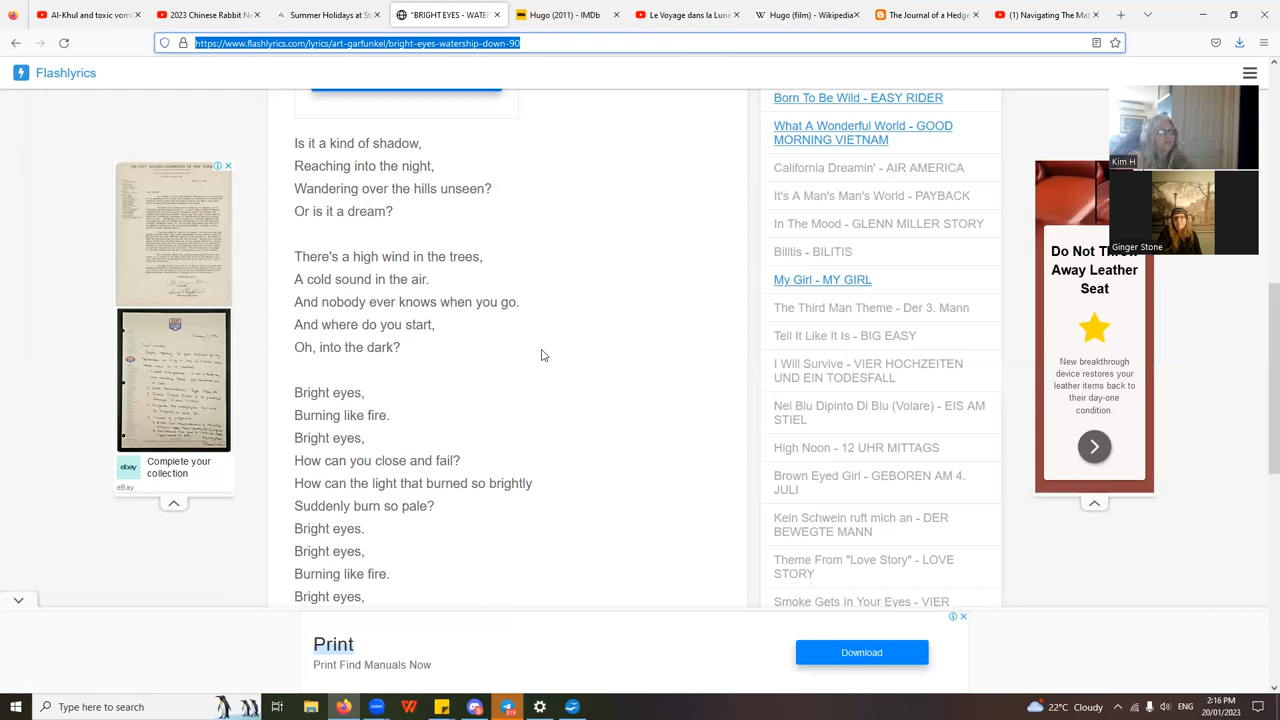 Al-Khul and toxic vomi
2023 Chinese Rabbit Ne
Summer Holidays at St
"BRIGHT EYES - WATER
Hugo (2011) - IMDb
Le Voyage dans la Lune
Hugo (film) - Wikipedia
The Journal of a Hedge
(1) Navigating The Mat
https://www.flashlyrics.com/lyrics/art-garfunkel/bright-eyes-watership-down-90
Flashlyrics
Is it a kind of shadow,
Reaching into the night,
Wandering over the hills unseen?
Or is it a dream?
There's a high wind in the trees,
A cold sound in the air.
And nobody ever knows when you go.
And where do you start,
Oh, into the dark?
Bright eyes,
Burning like fire.
Bright eyes,
How can you close and fail?
How can the light that burned so brightly
Suddenly burn so pale?
Bright eyes.
Bright eyes,
Burning like fire.
Bright eyes,
Born To Be Wild - EASY RIDER
What A Wonderful World - GOOD
MORNING VIETNAM
California Dreamin' - AIR AMERICA
It's A Man's Man's World - PAYBACK
In The Mood - GLENN MILLER STORY
Bilitis - BILITIS
My Girl - MY GIRL
The Third Man Theme - Der 3. Mann
Tell It Like It Is - BIG EASY
I Will Survive - VIER HOCHZEITEN
UND EIN TODESFALL
Nel Blu Dipinto Di Blu (Volare) - EIS AM
STIEL
High Noon - 12 UHR MITTAGS
Brown Eyed Girl - GEBOREN AM 4.
JULI
Kein Schwein ruft mich an - DER
BEWEGTE MANN
Theme From "Love Story" - LOVE
STORY
Smoke Gets In Your Eyes - VIER
Kim H
Ginger Stone
Do Not Thro
Away Leather
Seat
New breakthrough
device restores your
leather items back to
their day-one
condition.
ebay
Complete your
collection
eBay
Print
Print Find Manuals Now
Download
Type here to search
819
22°C Cloudy
ENG
2:16 PM
20/01/2023